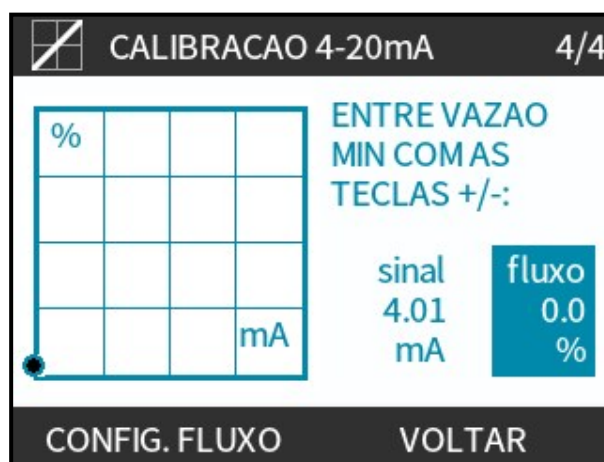 CALIBRACAO 4-20mA 4/4
%
mA
ENTRE VAZAO
MIN COM AS
TECLAS +/-:
sinal fluxo
4.01 0.0
mA %
CONFIG. FLUXO VOLTAR